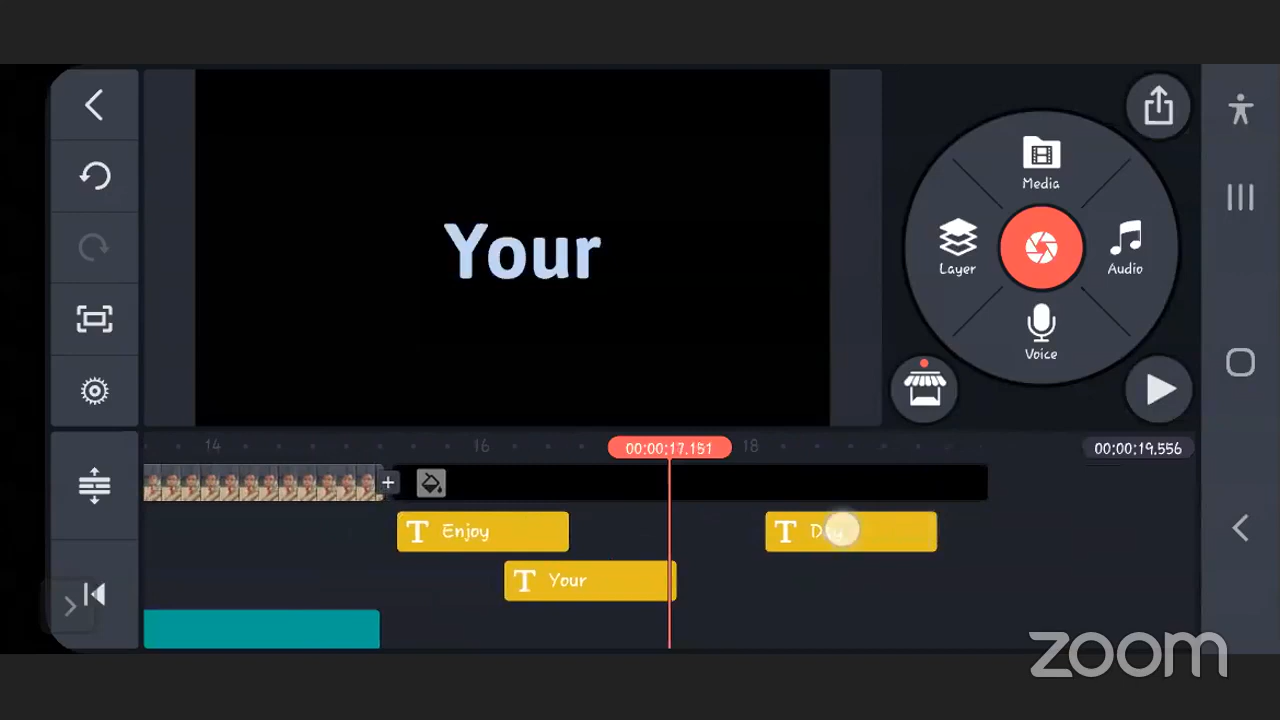 Media
Layer
Audio
Voice
Your
14
16
00:00:17.151
18
00:00:19.556
T Enjoy
T
T Your
zoom